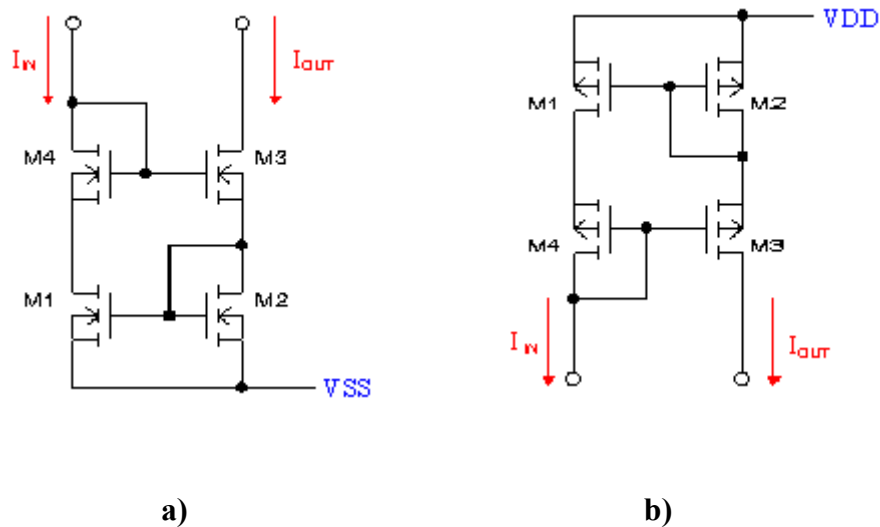 I_IN I_OUT
M4 M3
M1 M2
VSS
a)
VDD
M1 M2
M4 M3
I_IN I_OUT
b)